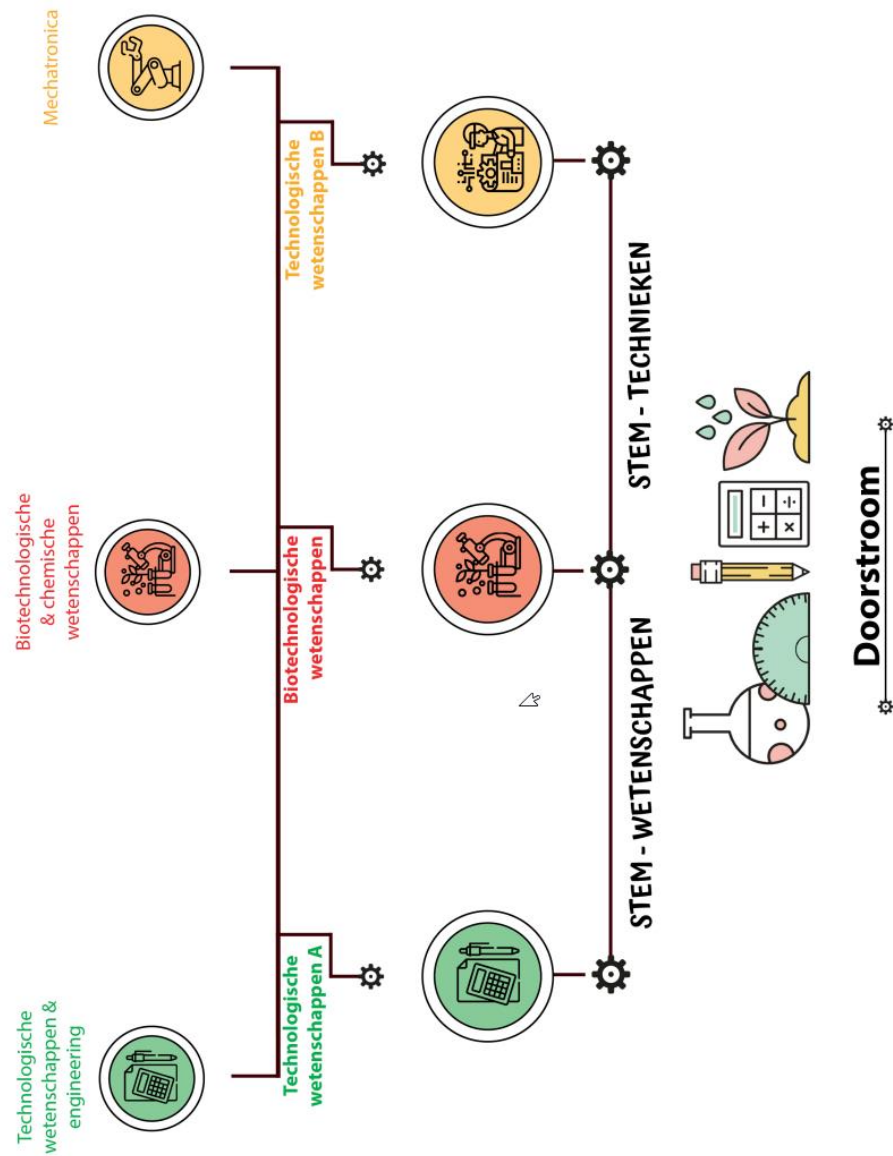 Doorstroom
STEM - WETENSCHAPPEN
STEM - TECHNIEKEN
Technologische
wetenschappen A
Biotechnologische
wetenschappen
Technologische
wetenschappen B
Technologische
wetenschappen &
engineering
Biotechnologische
& chemische
wetenschappen
Mechatronica